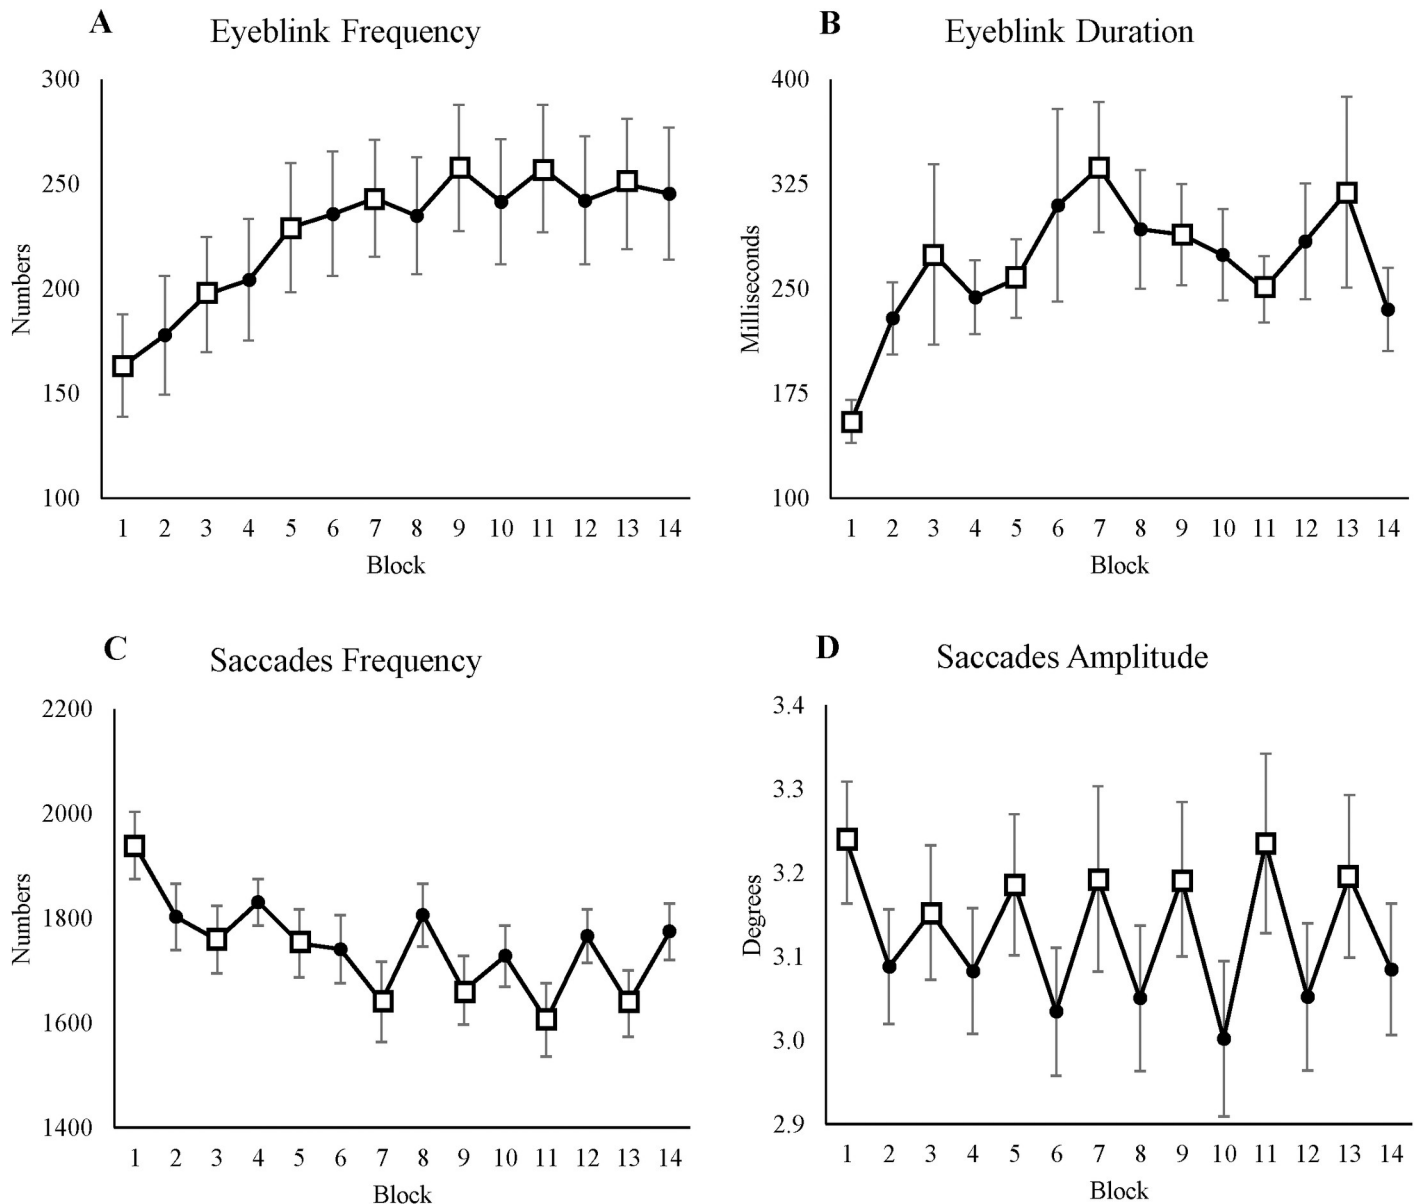 A
Eyeblink Frequency
300
250
200
150
100
Numbers
1 2 3 4 5 6 7 8 9 10 11 12 13 14
Block
B
Eyeblink Duration
400
325
250
175
100
Milliseconds
1 2 3 4 5 6 7 8 9 10 11 12 13 14
Block
C
Saccades Frequency
2200
2000
1800
1600
1400
Numbers
1 2 3 4 5 6 7 8 9 10 11 12 13 14
Block
D
Saccades Amplitude
3.4
3.3
3.2
3.1
3.0
2.9
Degrees
1 2 3 4 5 6 7 8 9 10 11 12 13 14
Block